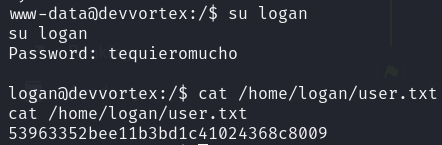 www-data@devvortex:/$ su logan
su logan
Password: tequieromucho
logan@devvortex:/$ cat /home/logan/user.txt
cat /home/logan/user.txt
53963352bee11b3bd1c41024368c8009